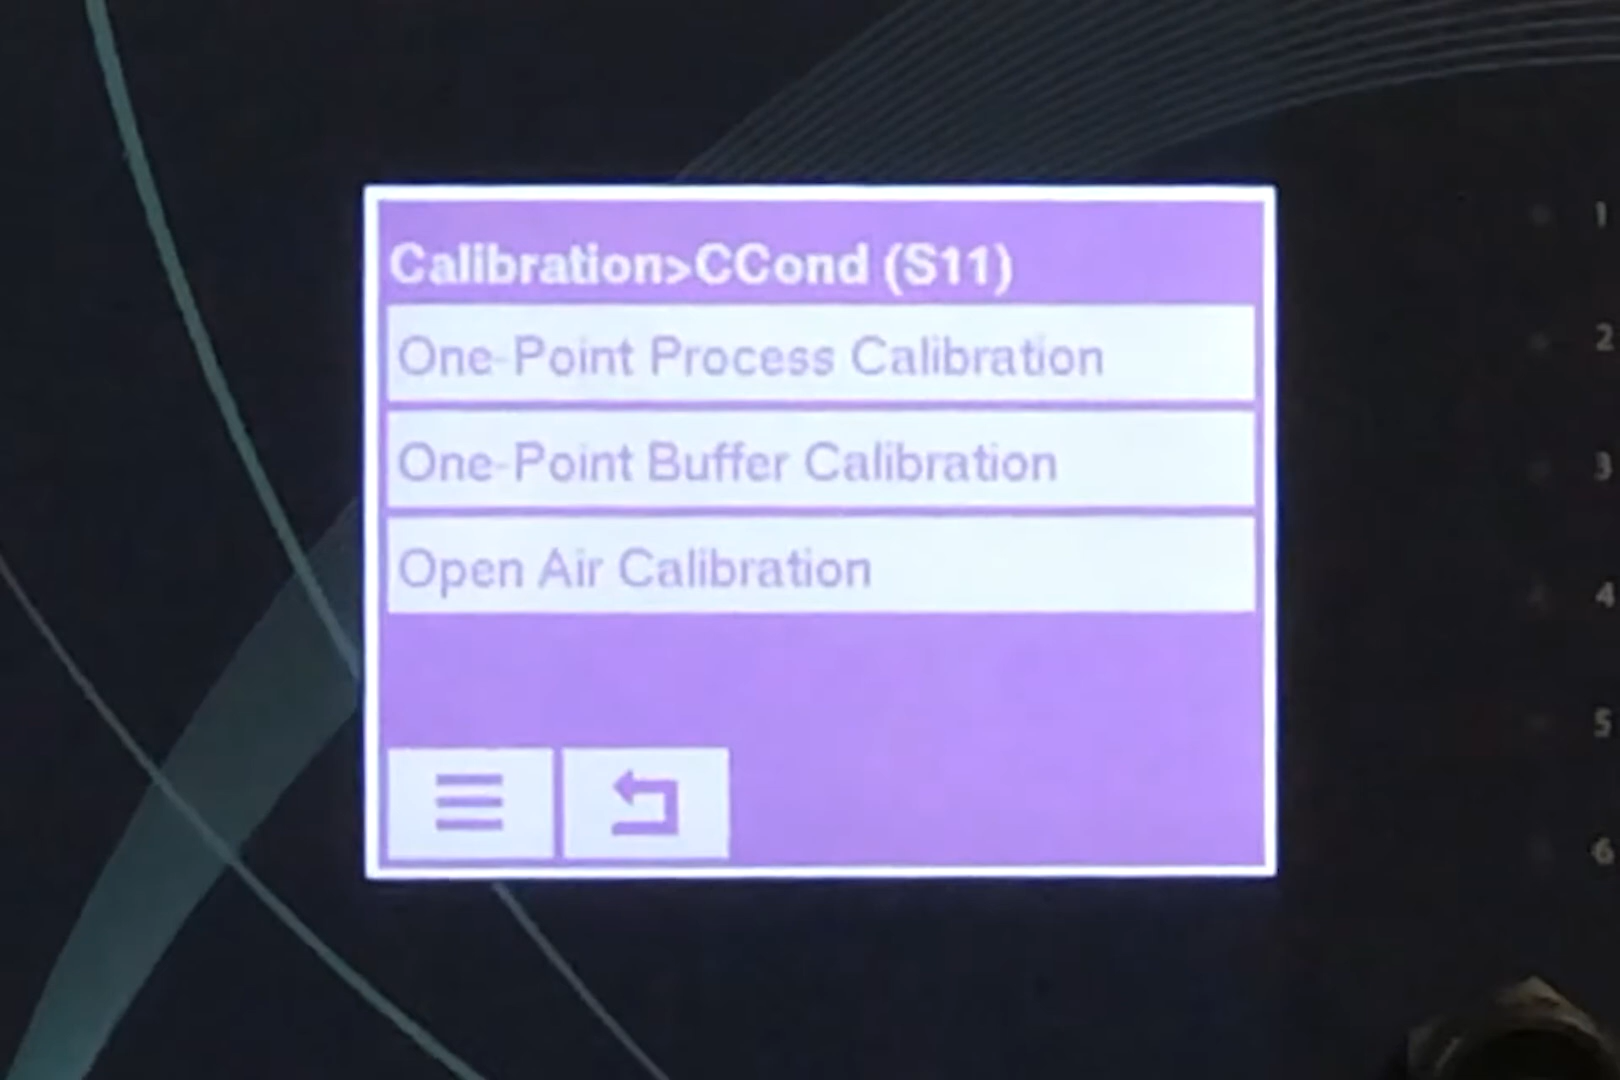 Calibration>CCond (S11)
One-Point Process Calibration
One-Point Buffer Calibration
Open Air Calibration
1
2
3
4
5
6